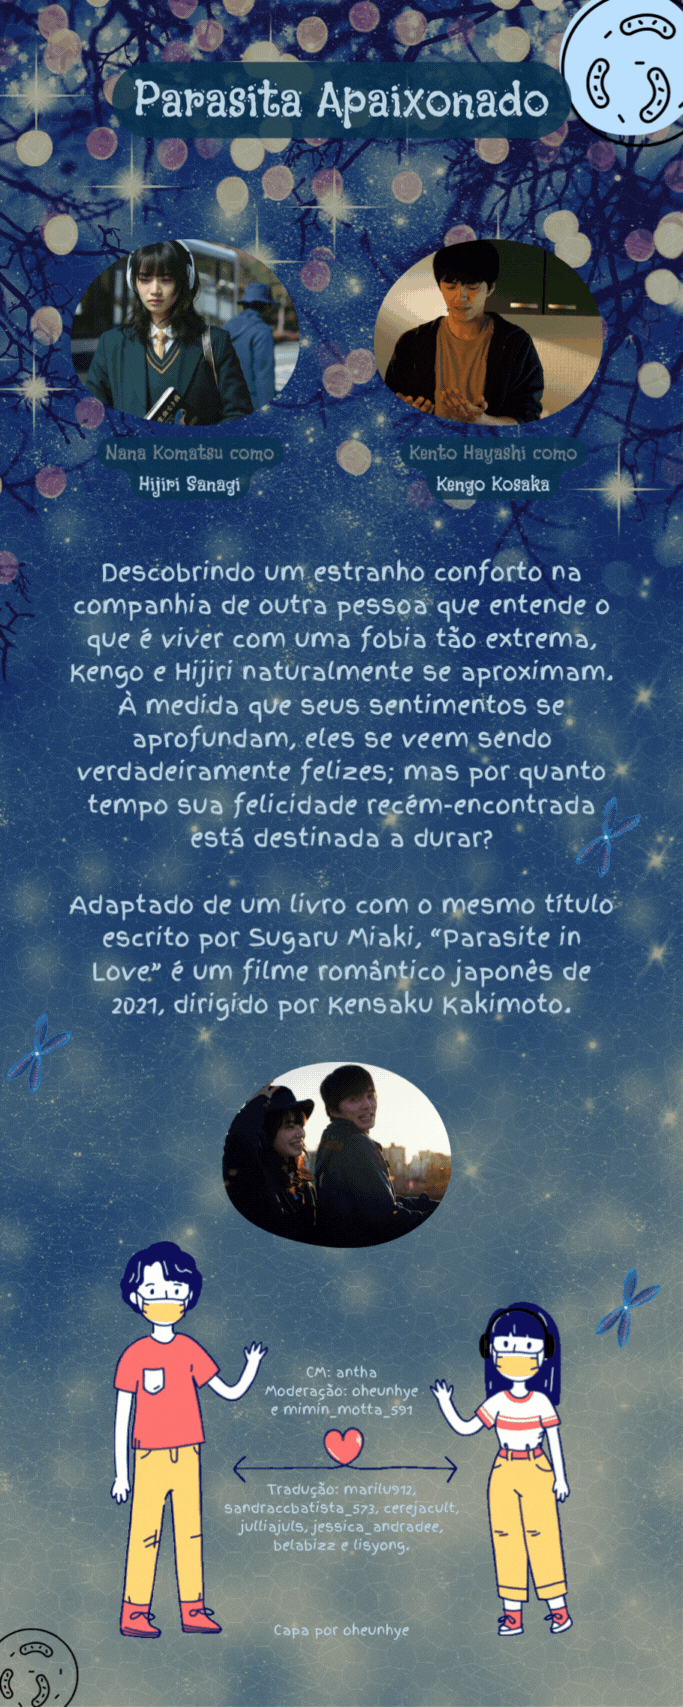 Parasita Apaixonado
Nana Komatsu como
Hijiri Sanagi
Kento Hayashi como
Kengo Kosaka
Descobrindo um estranho conforto na
companhia de outra pessoa que entende o
que é viver com uma fobia tão extrema,
Kengo e Hijiri naturalmente se aproximam.
À medida que seus sentimentos se
aprofundam, eles se veem sendo
verdadeiramente felizes; mas por quanto
tempo sua felicidade recém-encontrada
está destinada a durar?
Adaptado de um livro com o mesmo título
escrito por Sugaru Miaki, “Parasite in
Love” é um filme romântico japonês de
2021, dirigido por Kensaku Kakimoto.
CM: antha
Moderação: oheunhye
e mimin_motta_591
Tradução: marilu912,
sandraccbatista_573, cerejacult,
julliajuls, jessica_andradee,
belabizz e lisyong.
Capa por oheunhye